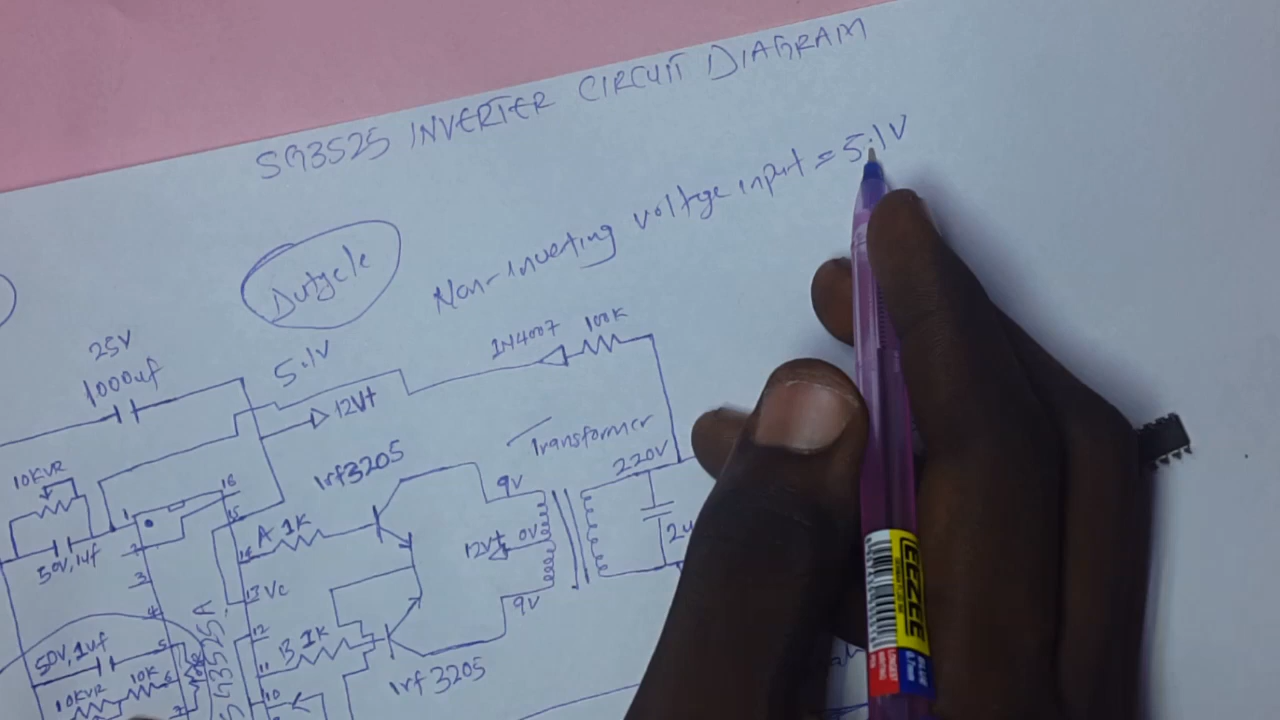 SG3525 INVERTER CIRCUIT DIAGRAM
Non-inverting voltage input = 5.1V
Dutycle
25V
1000uf
5.1V
1N4007
100K
12V+
10KVR
irf3205
Transformer
220V
9V
16
1
15
A 1K
12V+
0V
50V,1uf
2
14
3
13 VC
9V
4
12
SG3525A
B 1K
50V,1uf
5
11
10K
6
irf3205
10KVR
10
7
EEZEE